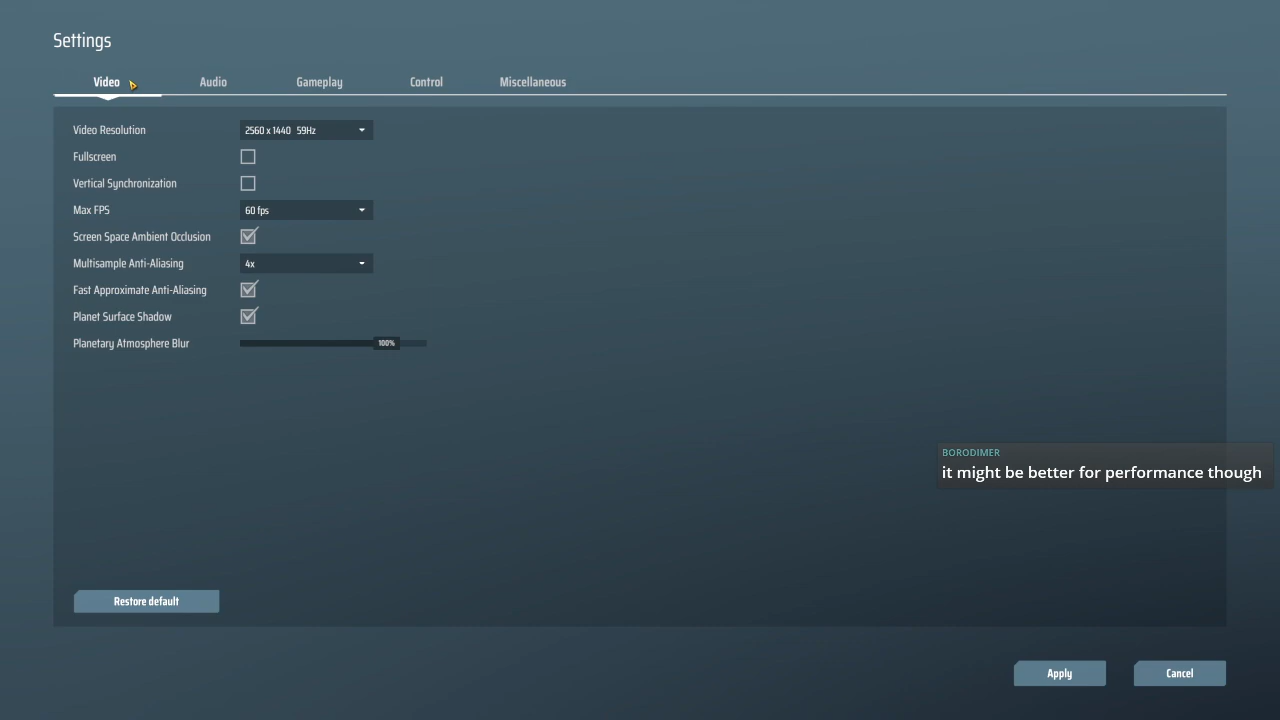 Settings
Video
Audio
Gameplay
Control
Miscellaneous
Video Resolution
2560 x 1440 59Hz
Fullscreen
Vertical Synchronization
Max FPS
60 fps
Screen Space Ambient Occlusion
Multisample Anti-Aliasing
4x
Fast Approximate Anti-Aliasing
Planet Surface Shadow
Planetary Atmosphere Blur
100%
BORODIMER
it might be better for performance though
Restore default
Apply
Cancel